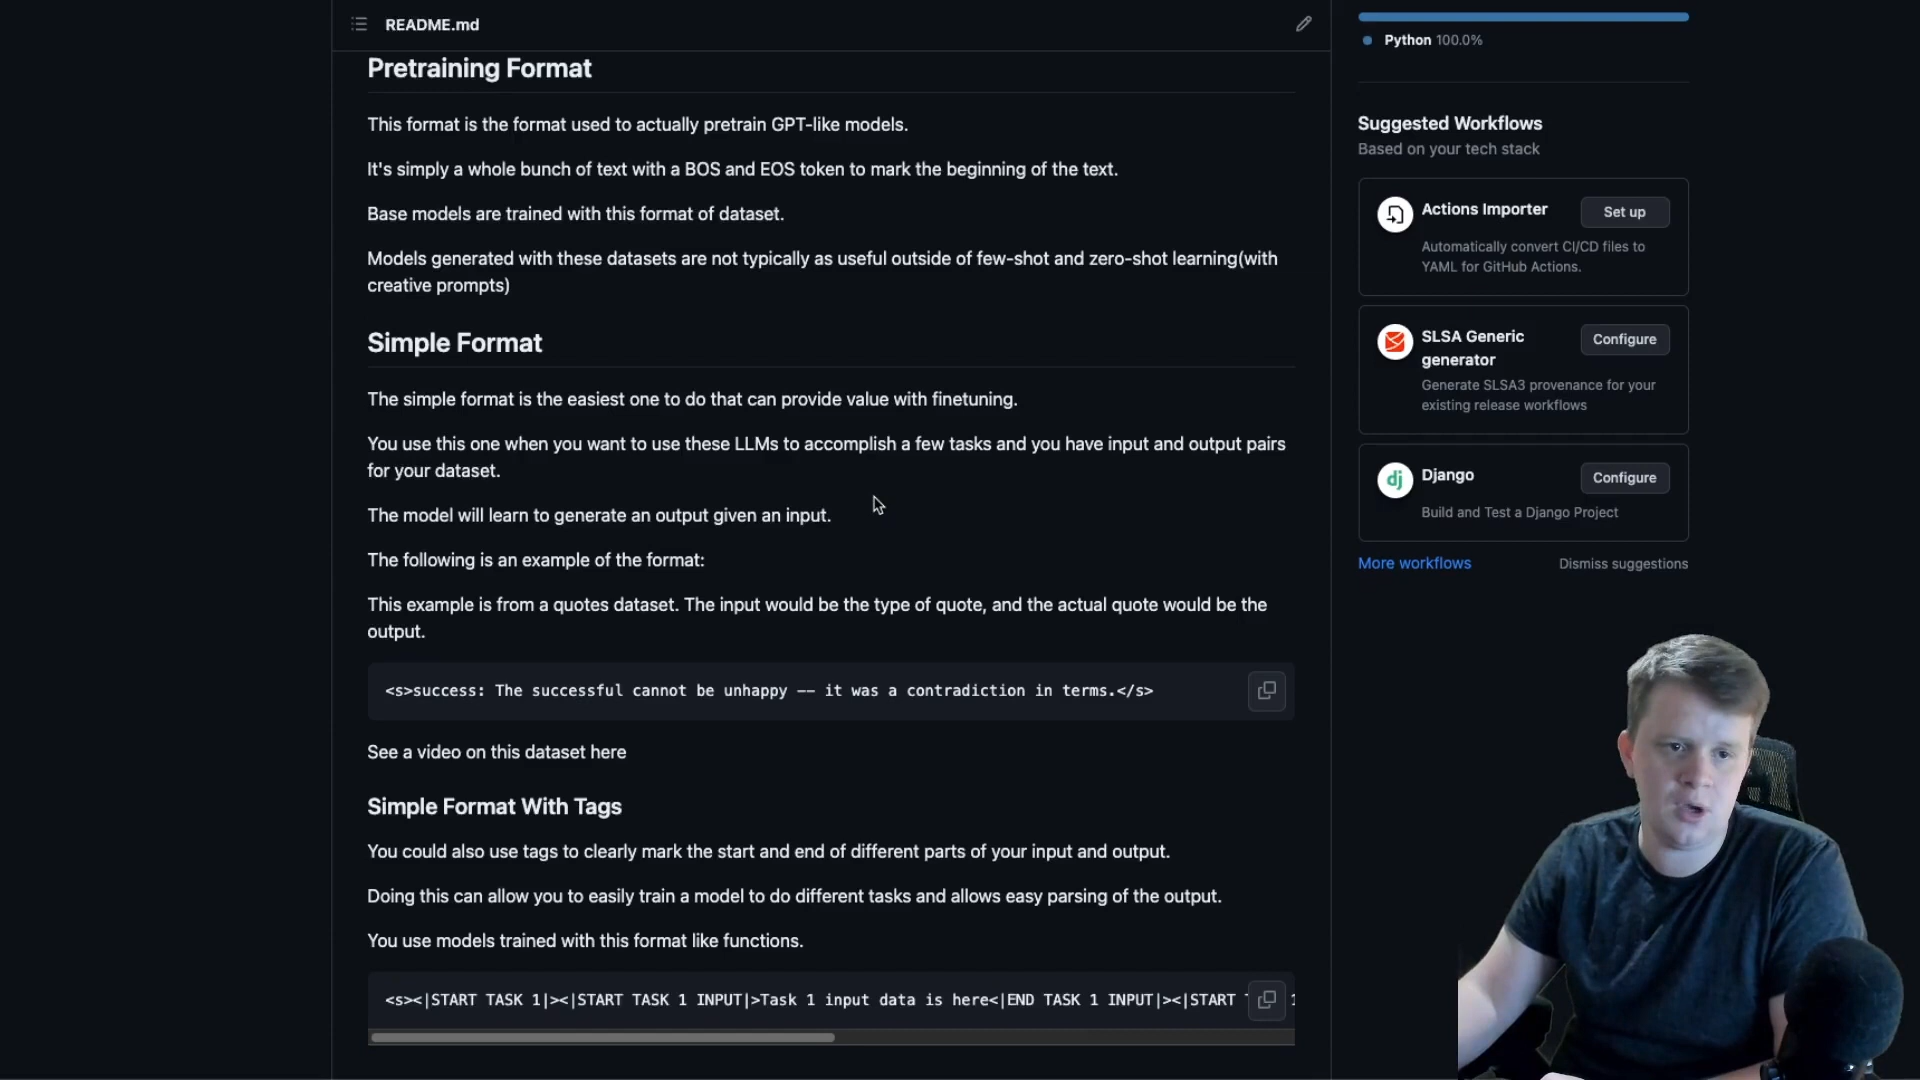 README.md
Pretraining Format
This format is the format used to actually pretrain GPT-like models.
It's simply a whole bunch of text with a BOS and EOS token to mark the beginning of the text.
Base models are trained with this format of dataset.
Models generated with these datasets are not typically as useful outside of few-shot and zero-shot learning(with
creative prompts)
Simple Format
The simple format is the easiest one to do that can provide value with finetuning.
You use this one when you want to use these LLMs to accomplish a few tasks and you have input and output pairs
for your dataset.
The model will learn to generate an output given an input.
The following is an example of the format:
This example is from a quotes dataset. The input would be the type of quote, and the actual quote would be the
output.
<s>success: The successful cannot be unhappy –– it was a contradiction in terms.</s>
See a video on this dataset here
Simple Format With Tags
You could also use tags to clearly mark the start and end of different parts of your input and output.
Doing this can allow you to easily train a model to do different tasks and allows easy parsing of the output.
You use models trained with this format like functions.
<s><|START TASK 1|><|START TASK 1 INPUT|>Task 1 input data is here<|END TASK 1 INPUT|><|START
Python 100.0%
Suggested Workflows
Based on your tech stack
Actions Importer
Set up
Automatically convert CI/CD files to
YAML for GitHub Actions.
SLSA Generic
generator
Configure
Generate SLSA3 provenance for your
existing release workflows
dj
Django
Configure
Build and Test a Django Project
More workflows
Dismiss suggestions